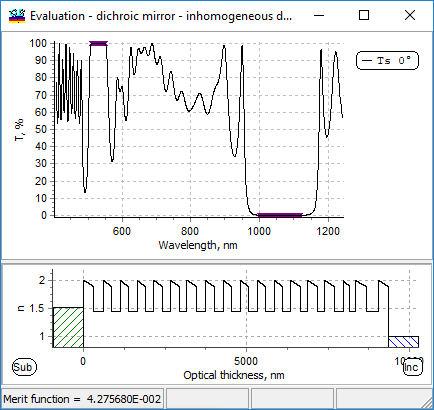 Evaluation - dichroic mirror - inhomogeneous d...
100
90
80
70
60
50
40
30
20
10
0
T, %
Ts 0°
600 800 1000 1200
Wavelength, nm
2
1.5
1
n
0 5000
Optical thickness, nm
Sub
Inc
Merit function = 4.275680E-002